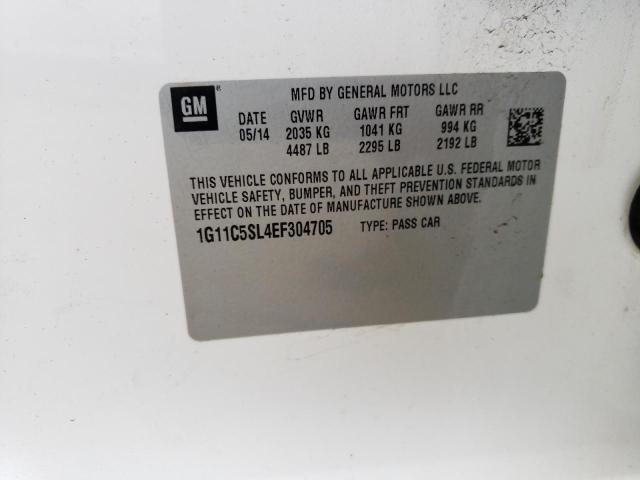 GM ® MFD BY GENERAL MOTORS LLC
DATE GVWR GAWR FRT GAWR RR
05/14 2035 KG 1041 KG 994 KG
4487 LB 2295 LB 2192 LB
THIS VEHICLE CONFORMS TO ALL APPLICABLE U.S. FEDERAL MOTOR
VEHICLE SAFETY, BUMPER, AND THEFT PREVENTION STANDARDS IN
EFFECT ON THE DATE OF MANUFACTURE SHOWN ABOVE.
1G11C5SL4EF304705 TYPE: PASS CAR